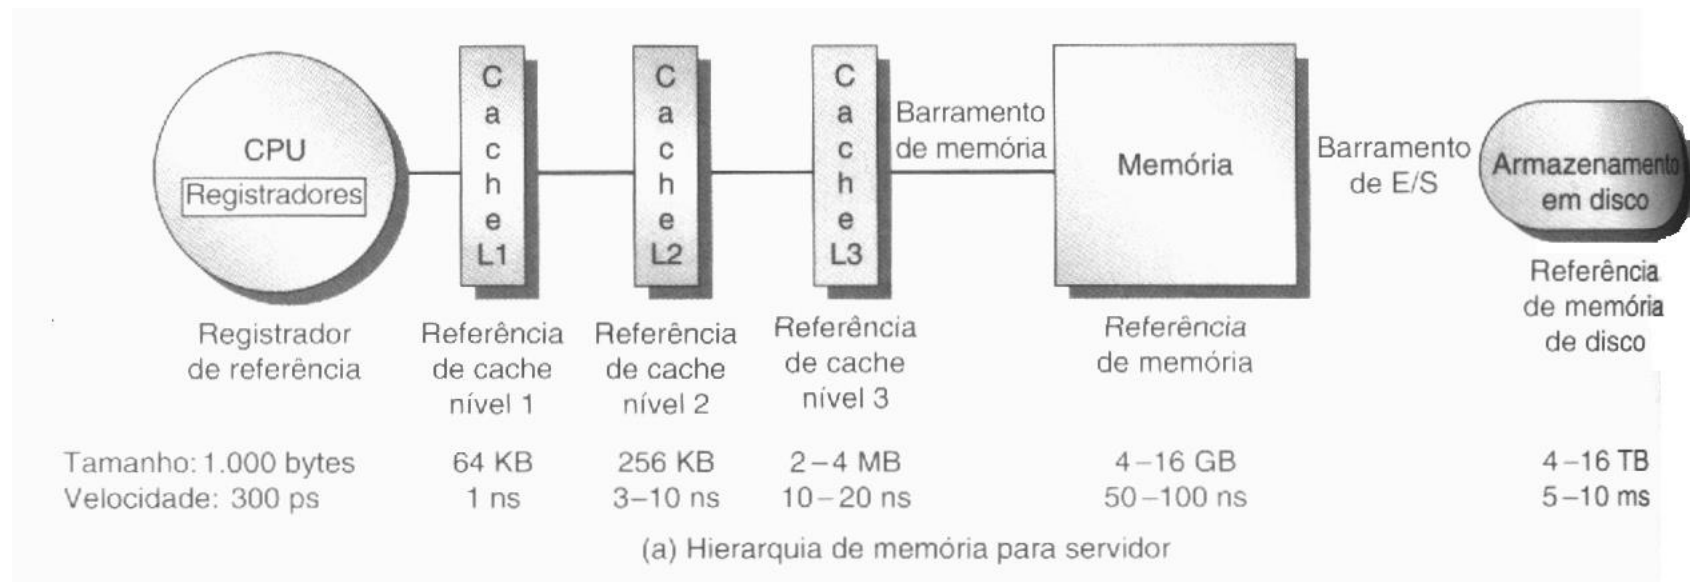 CPU
Registradores
Cache L1
Cache L2
Cache L3
Barramento
de memória
Memória
Barramento
de E/S
Armazenamento
em disco
Registrador
de referência
Referência
de cache
nível 1
Referência
de cache
nível 2
Referência
de cache
nível 3
Referência
de memória
Referência
de memória
de disco
Tamanho: 1.000 bytes 64 KB 256 KB 2–4 MB 4–16 GB 4–16 TB
Velocidade: 300 ps 1 ns 3–10 ns 10–20 ns 50–100 ns 5–10 ms
(a) Hierarquia de memória para servidor